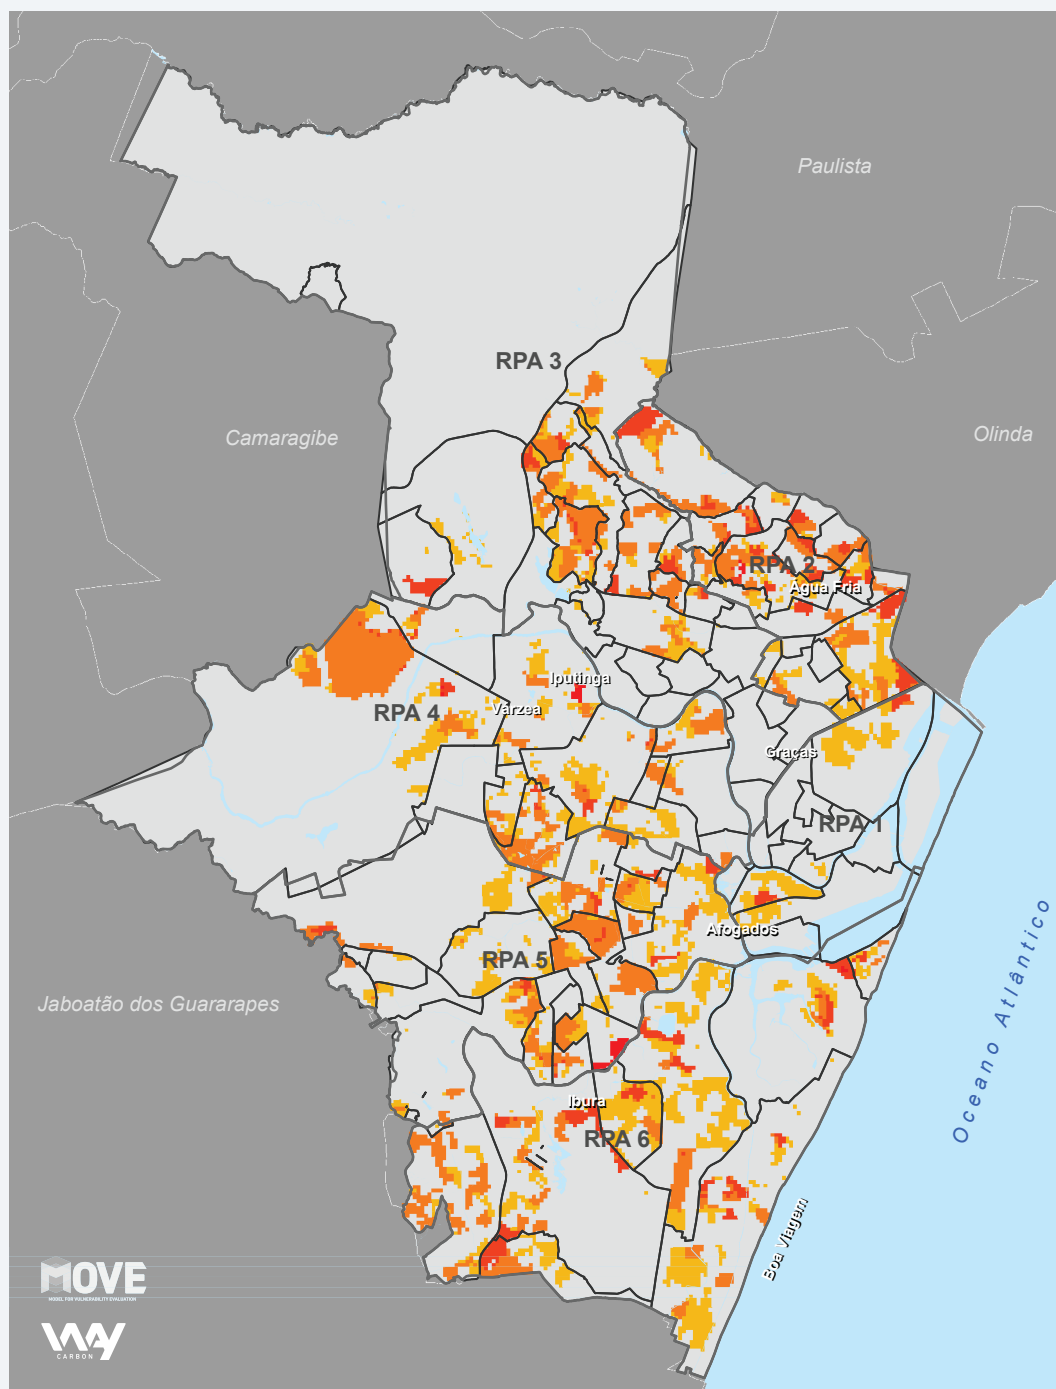 Paulista
RPA 3
Camaragibe
Olinda
RPA 2
Água Fria
Iputinga
RPA 4
Várzea
Graças
RPA 1
Afogados
RPA 5
Jaboatão dos Guararapes
Oceano Atlântico
Ibura
RPA 6
Boa Viagem
MOVE
MODEL FOR VULNERABILITY EVALUATION
WAY
CARBON